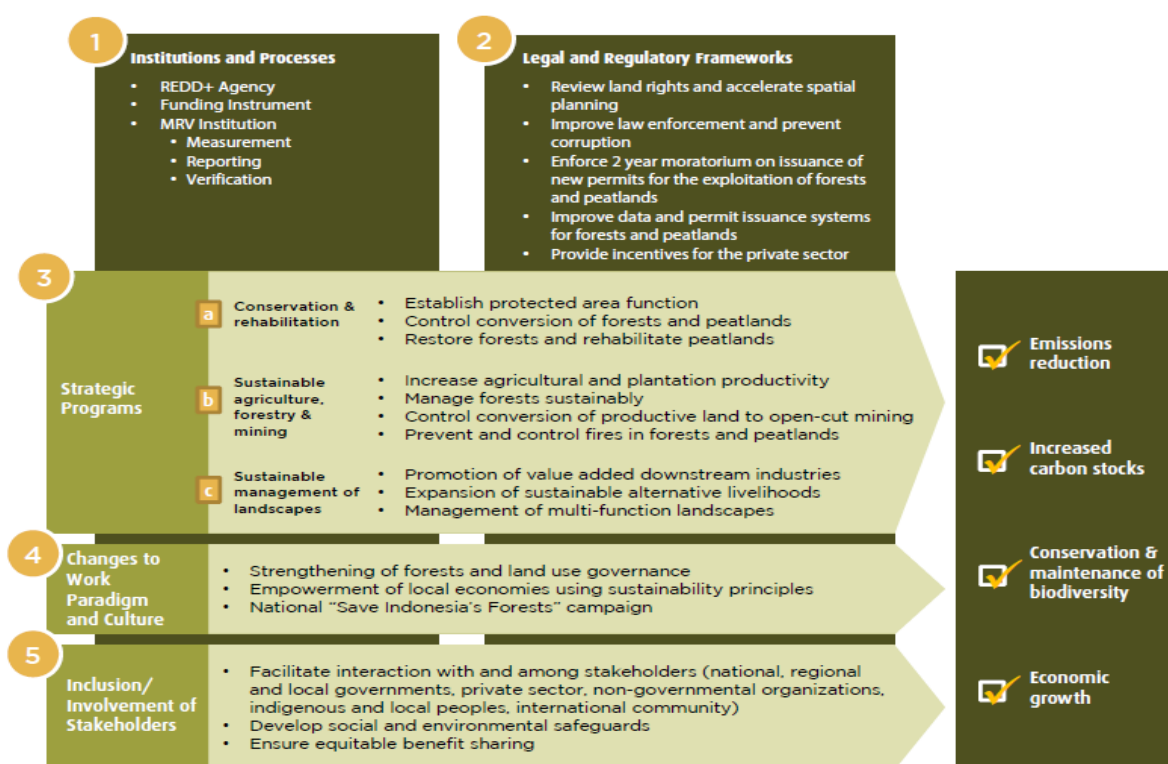 1
Institutions and Processes
• REDD+ Agency
• Funding Instrument
• MRV Institution
• Measurement
• Reporting
• Verification
2
Legal and Regulatory Frameworks
• Review land rights and accelerate spatial
planning
• Improve law enforcement and prevent
corruption
• Enforce 2 year moratorium on issuance of
new permits for the exploitation of forests
and peatlands
• Improve data and permit issuance systems
for forests and peatlands
• Provide incentives for the private sector
3
Strategic
Programs
a
Conservation &
rehabilitation
• Establish protected area function
• Control conversion of forests and peatlands
• Restore forests and rehabilitate peatlands
b
Sustainable
agriculture,
forestry &
mining
• Increase agricultural and plantation productivity
• Manage forests sustainably
• Control conversion of productive land to open-cut mining
• Prevent and control fires in forests and peatlands
c
Sustainable
management of
landscapes
• Promotion of value added downstream industries
• Expansion of sustainable alternative livelihoods
• Management of multi-function landscapes
4
Changes to
Work
Paradigm
and Culture
• Strengthening of forests and land use governance
• Empowerment of local economies using sustainability principles
• National “Save Indonesia’s Forests” campaign
5
Inclusion/
Involvement of
Stakeholders
• Facilitate interaction with and among stakeholders (national, regional
and local governments, private sector, non-governmental organizations,
indigenous and local peoples, international community)
• Develop social and environmental safeguards
• Ensure equitable benefit sharing
Emissions
reduction
Increased
carbon stocks
Conservation &
maintenance of
biodiversity
Economic
growth